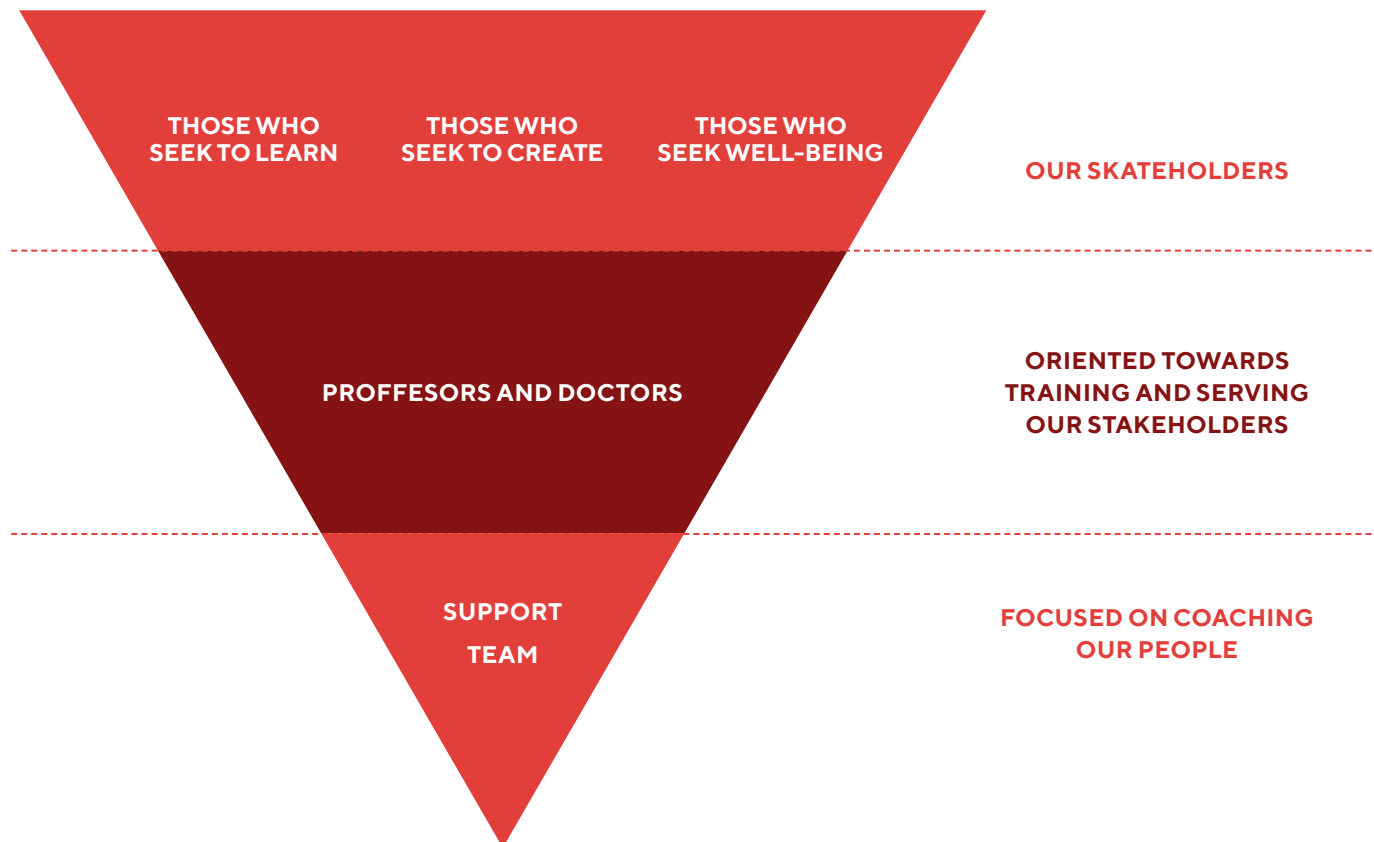 THOSE WHO
SEEK TO LEARN
THOSE WHO
SEEK TO CREATE
THOSE WHO
SEEK WELL-BEING
OUR SKATEHOLDERS
PROFFESORS AND DOCTORS
ORIENTED TOWARDS
TRAINING AND SERVING
OUR STAKEHOLDERS
SUPPORT
TEAM
FOCUSED ON COACHING
OUR PEOPLE